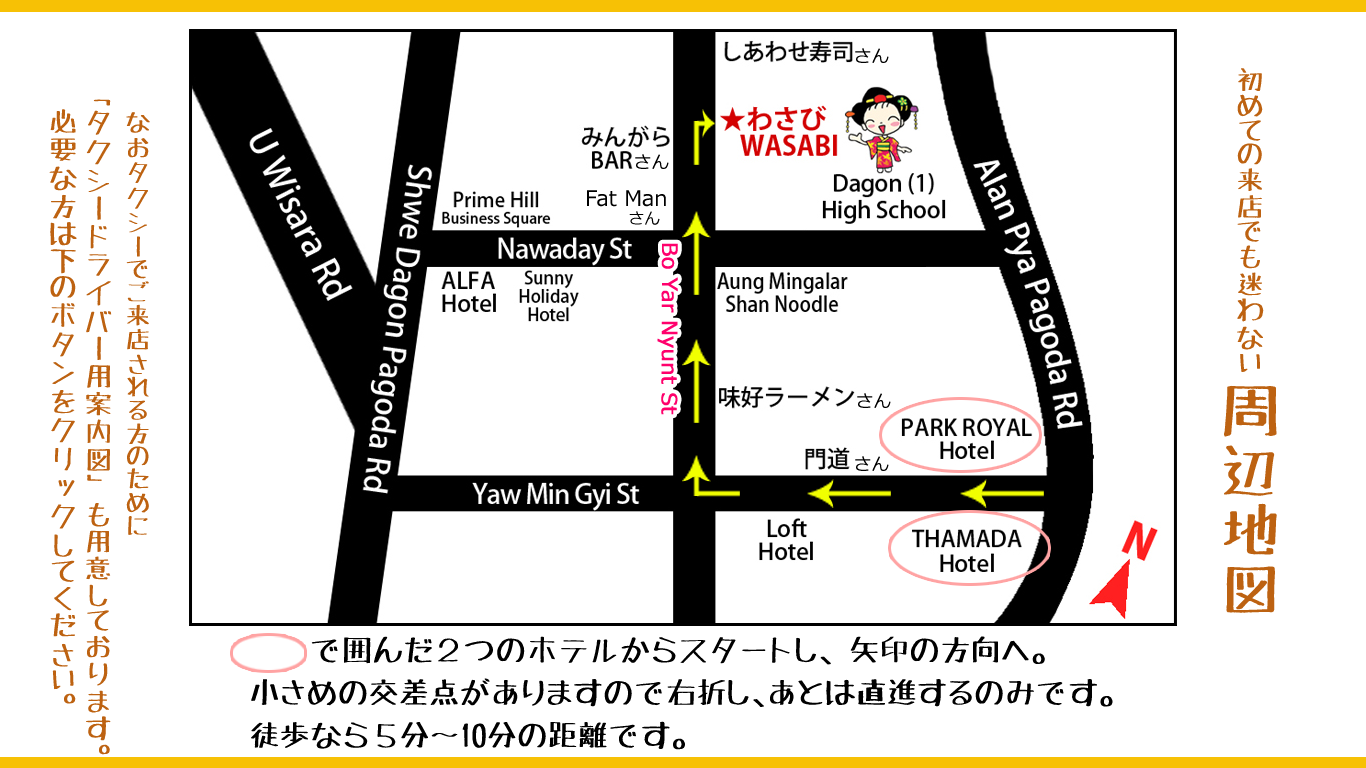 初めての来店でも迷わない
周辺地図
しあわせ寿司さん
★わさび
WASABI
みんがら
BARさん
Dagon (1)
High School
Prime Hill
Business Square
Fat Man
さん
U Wisara Rd
Shwe Dagon Pagoda Rd
Alan Pya Pagoda Rd
Nawaday St
Bo Yar Nyunt St
ALFA
Hotel
Sunny
Holiday
Hotel
Aung Mingalar
Shan Noodle
味好ラーメンさん
PARK ROYAL
Hotel
門道さん
Yaw Min Gyi St
Loft
Hotel
THAMADA
Hotel
N
で囲んだ２つのホテルからスタートし、矢印の方向へ。
小さめの交差点がありますので右折し、あとは直進するのみです。
徒歩なら５分～10分の距離です。
なおタクシーでご来店される方のために
「タクシードライバー用案内図」も用意しております。
必要な方は下のボタンをクリックしてください。